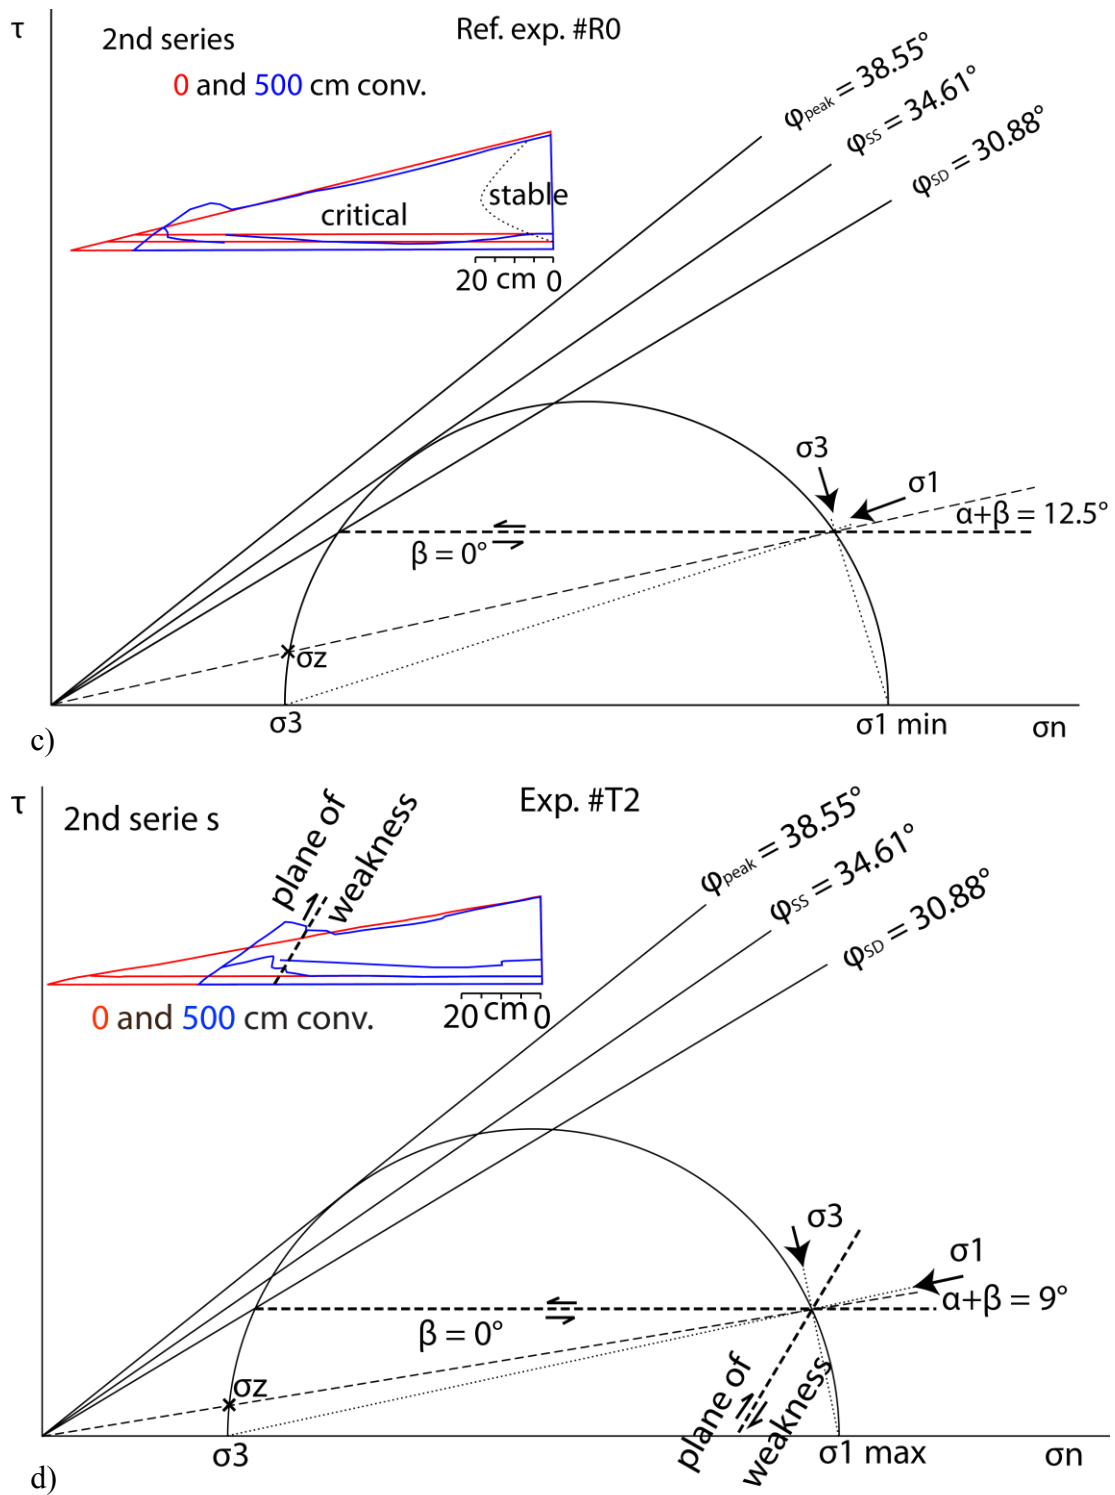 τ
2nd series
Ref. exp. #R0
0 and 500 cm conv.
φpeak = 38.55°
φSS = 34.61°
φSD = 30.88°
critical
stable
20 cm 0
σ3
σ1
α+β = 12.5°
β = 0°
σz
σ3
σ1 min
σn
c)
τ
2nd serie s
Exp. #T2
plane of
weakness
φpeak = 38.55°
φSS = 34.61°
φSD = 30.88°
0 and 500 cm conv.
20 cm 0
σ3
σ1
α+β = 9°
β = 0°
σz
plane of
weakness
σ3
σ1 max
σn
d)